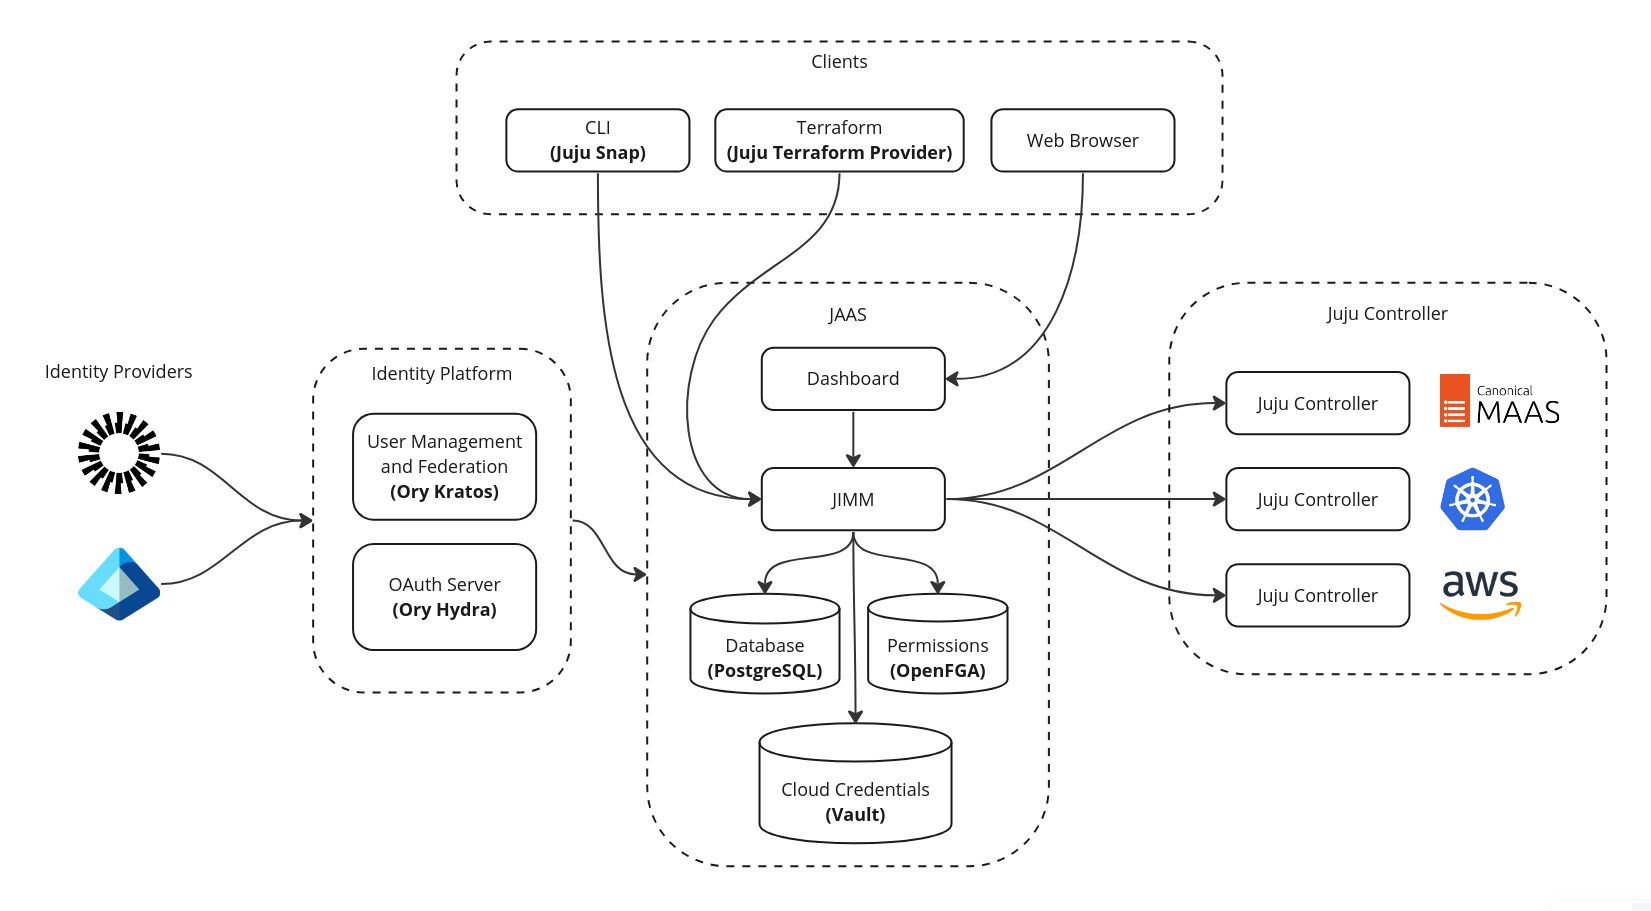 Clients
CLI
(Juju Snap)
Terraform
(Juju Terraform Provider)
Web Browser
Identity Providers
Identity Platform
User Management
and Federation
(Ory Kratos)
OAuth Server
(Ory Hydra)
JAAS
Dashboard
JIMM
Database
(PostgreSQL)
Permissions
(OpenFGA)
Cloud Credentials
(Vault)
Juju Controller
Juju Controller
Canonical
MAAS
Juju Controller
Juju Controller
aws